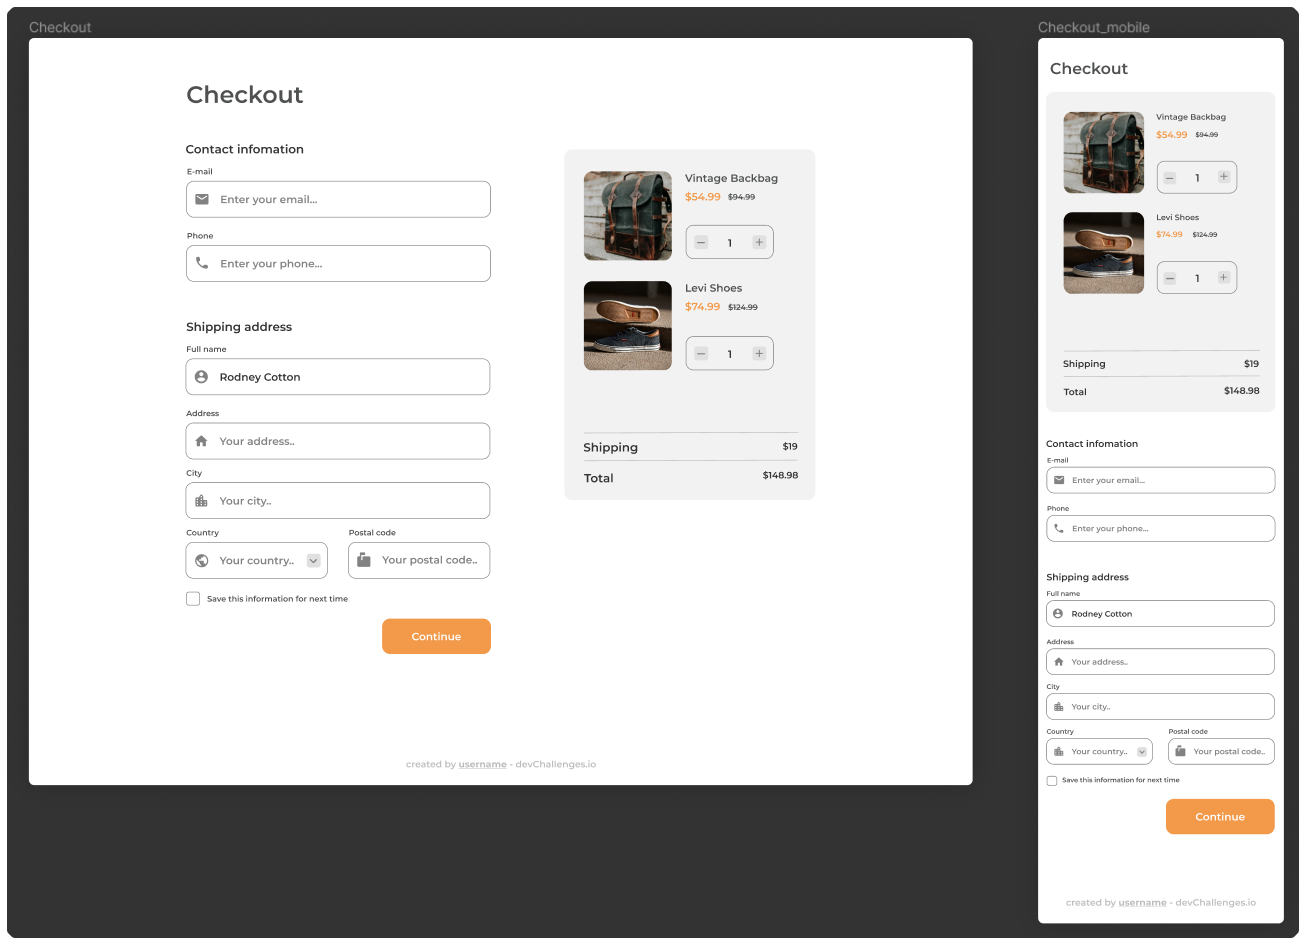 Checkout
Checkout
Contact infomation
E-mail
Enter your email...
Phone
Enter your phone...
Shipping address
Full name
Rodney Cotton
Address
Your address..
City
Your city..
Country
Your country..
Postal code
Your postal code..
Save this information for next time
Continue
Vintage Backbag
$54.99 $94.99
1
Levi Shoes
$74.99 $124.99
1
Shipping $19
Total $148.98
created by username - devChallenges.io
Checkout_mobile
Checkout
Vintage Backbag
$54.99 $94.99
1
Levi Shoes
$74.99 $124.99
1
Shipping $19
Total $148.98
Contact infomation
E-mail
Enter your email...
Phone
Enter your phone...
Shipping address
Full name
Rodney Cotton
Address
Your address..
City
Your city..
Country
Your country..
Postal code
Your postal code..
Save this information for next time
Continue
created by username - devChallenges.io